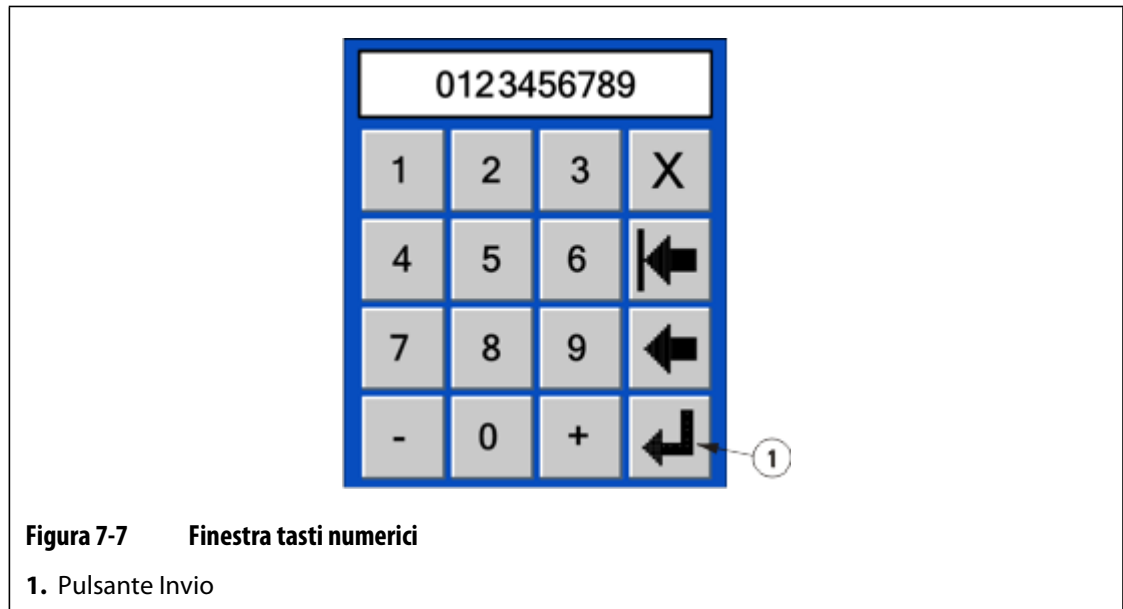 0123456789
1 2 3 X
4 5 6
7 8 9
- 0 +
1
Figura 7-7 Finestra tasti numerici
1. Pulsante Invio